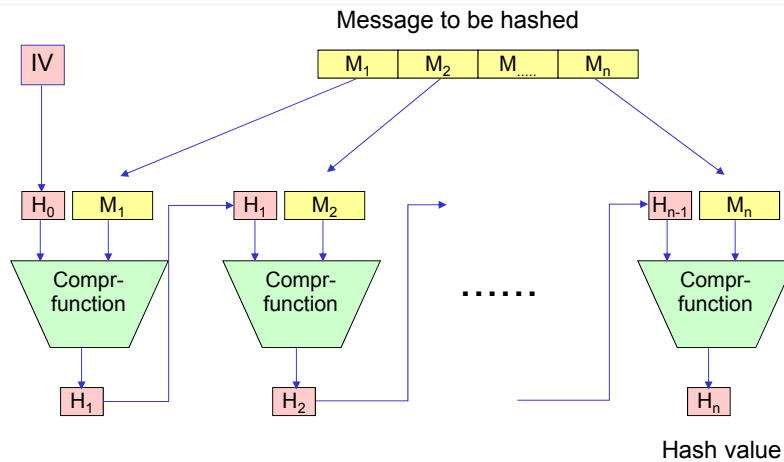 Message to be hashed
IV
M₁ M₂ M..... Mₙ
H₀ M₁ H₁ M₂ Hₙ₋₁ Mₙ
Compr-
function
Compr-
function
......
Compr-
function
H₁ H₂ Hₙ
Hash value